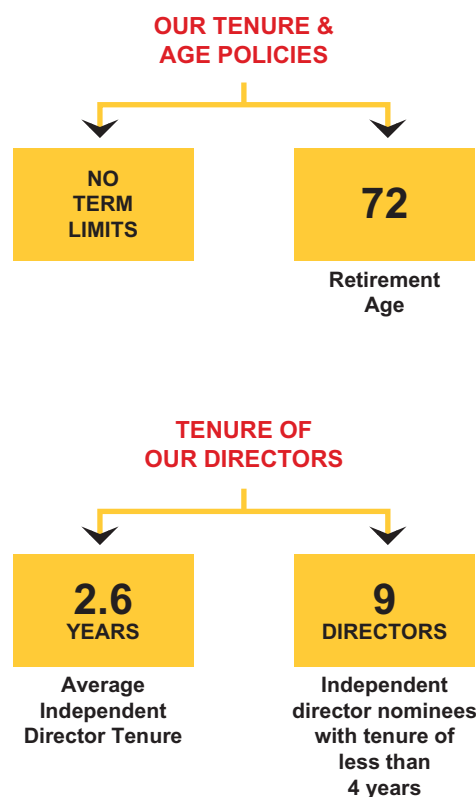 OUR TENURE &
AGE POLICIES
NO
TERM
LIMITS
72
Retirement
Age
TENURE OF
OUR DIRECTORS
2.6
YEARS
Average
Independent
Director Tenure
9
DIRECTORS
Independent
director nominees
with tenure of
less than
4 years